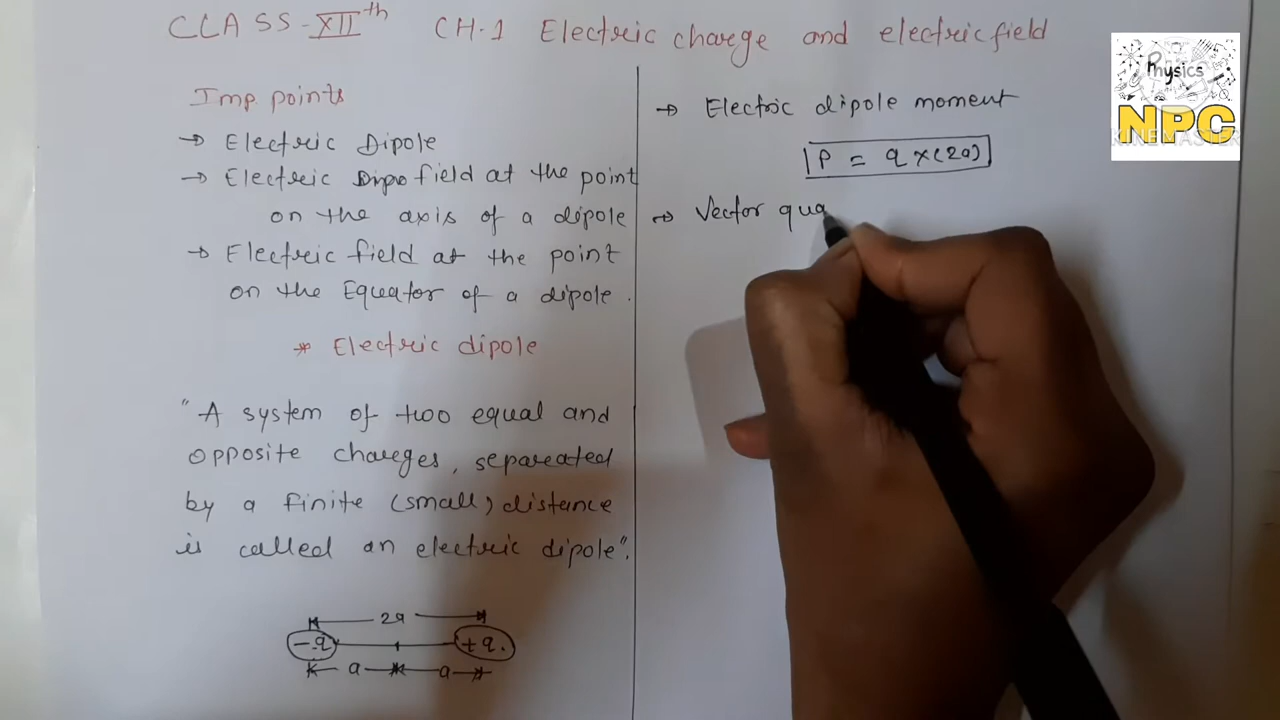 CLASS-XIIth CH.1 Electric charge and electric field
Imp. points
→ Electric Dipole
→ Electric field at the point
on the axis of a dipole
→ Electric field at the point
on the Equator of a dipole.
* Electric dipole
"A system of two equal and
opposite charges, separeated
by a finite (small) distance
is called an electric dipole".
2a
-q +q.
a a
→ Electric dipole moment
P = q×(2a)
→ Vector qua
Physics
NPC
KINEMASTER